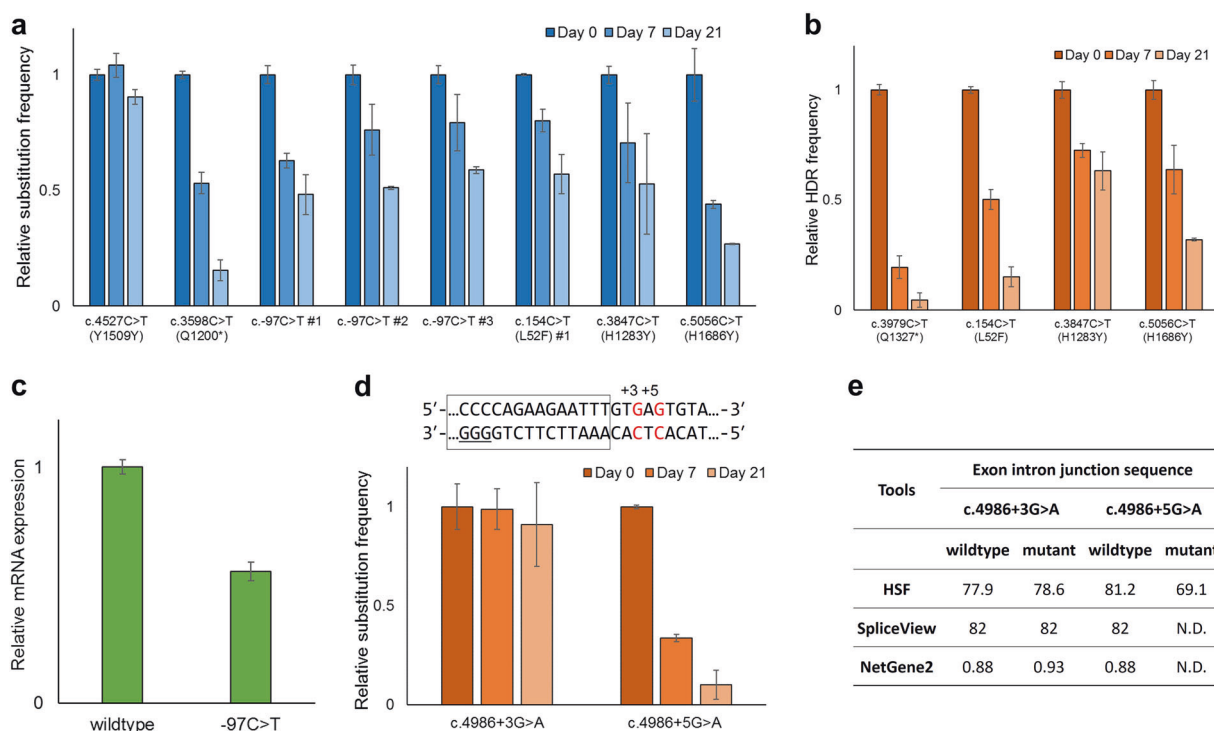 a
Day 0 Day 7 Day 21
Relative substitution frequency
1
0.5
0
c.4527C>T (Y1509Y)
c.3598C>T (Q1200*)
c.-97C>T #1
c.-97C>T #2
c.-97C>T #3
c.154C>T (L52F) #1
c.3847C>T (H1283Y)
c.5056C>T (H1686Y)
b
Day 0 Day 7 Day 21
Relative HDR frequency
1
0.5
0
c.3979C>T (Q1327*)
c.154C>T (L52F)
c.3847C>T (H1283Y)
c.5056C>T (H1686Y)
c
Relative mRNA expression
1
0
wildtype
-97C>T
d
+3 +5
5'-…CCCCAGAAGAATTTGTGAGTGTA…-3'
3'-…GGGGTCTTCTTAAACACTCACAT…-5'
Day 0 Day 7 Day 21
Relative substitution frequency
1
0.5
0
c.4986+3G>A
c.4986+5G>A
e
Tools
Exon intron junction sequence
c.4986+3G>A c.4986+5G>A
wildtype mutant wildtype mutant
HSF 77.9 78.6 81.2 69.1
SpliceView 82 82 82 N.D.
NetGene2 0.88 0.93 0.88 N.D.